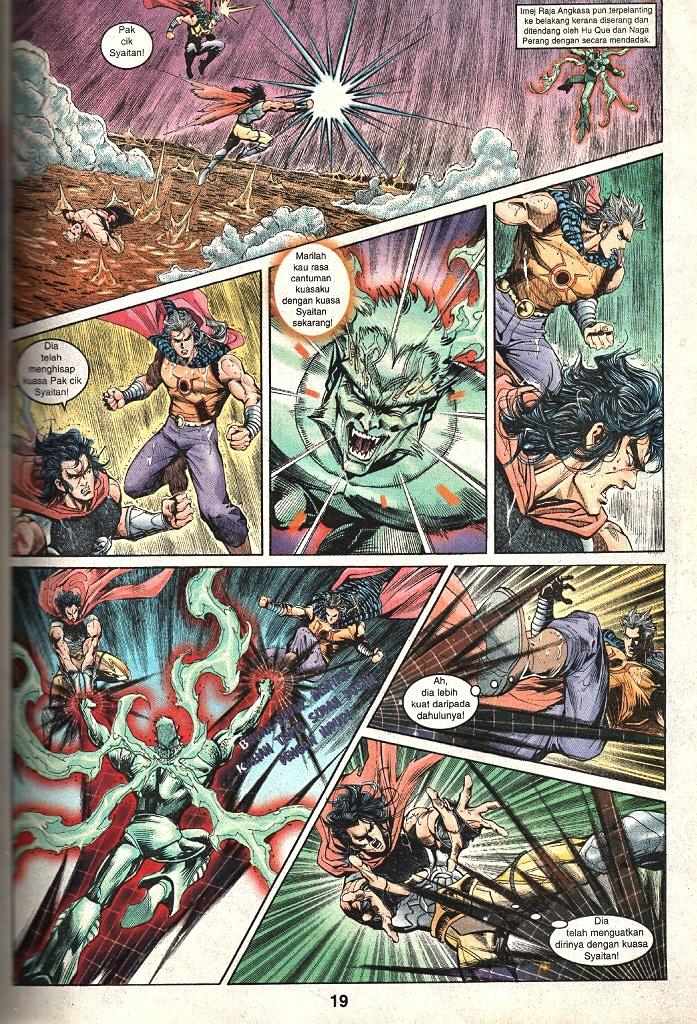 Pak
cik
Syaitan!
Imej Raja Angkasa pun terpelanting
ke belakang kerana diserang dan
ditendang oleh Hu Que dan Naga
Perang dengan secara mendadak.
Dia
telah
menghisap
kuasa Pak cik
Syaitan!
Marilah
kau rasa
cantuman
kuasaku
dengan kuasa
Syaitan
sekarang!
Ah,
dia lebih
kuat daripada
dahulunya!
Dia
telah menguatkan
dirinya dengan kuasa
Syaitan!
19